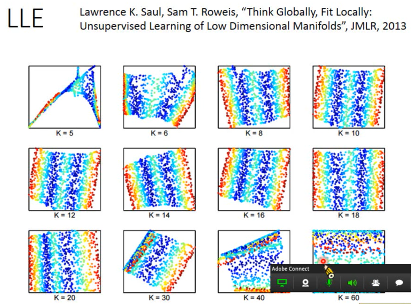 LLE
Lawrence K. Saul, Sam T. Roweis, “Think Globally, Fit Locally:
Unsupervised Learning of Low Dimensional Manifolds”, JMLR, 2013
K = 5
K = 6
K = 8
K = 10
K = 12
K = 14
K = 16
K = 18
K = 20
K = 30
K = 40
K = 60
Adobe Connect